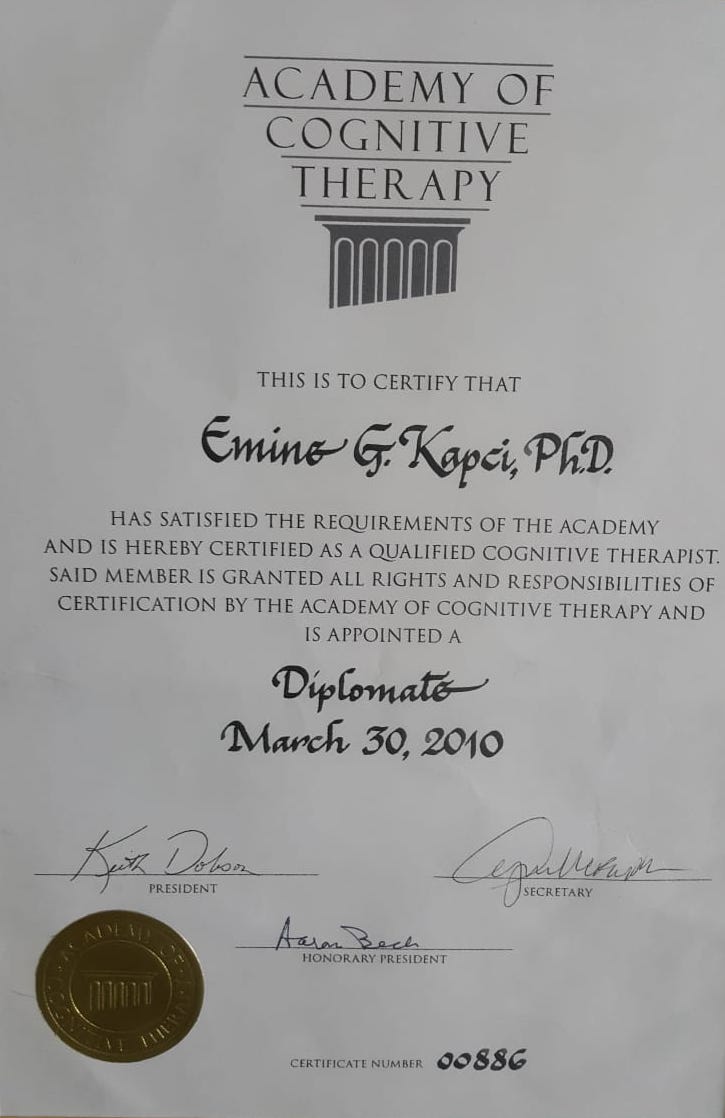 ACADEMY OF
COGNITIVE
THERAPY
THIS IS TO CERTIFY THAT
Emine G. Kapci, Ph.D.
HAS SATISFIED THE REQUIREMENTS OF THE ACADEMY
AND IS HEREBY CERTIFIED AS A QUALIFIED COGNITIVE THERAPIST.
SAID MEMBER IS GRANTED ALL RIGHTS AND RESPONSIBILITIES OF
CERTIFICATION BY THE ACADEMY OF COGNITIVE THERAPY AND
IS APPOINTED A
Diplomate
March 30, 2010
Keith Dobson
PRESIDENT
SECRETARY
Aaron Beck
HONORARY PRESIDENT
ACADEMY OF COGNITIVE THERAPY
CERTIFICATE NUMBER 00886